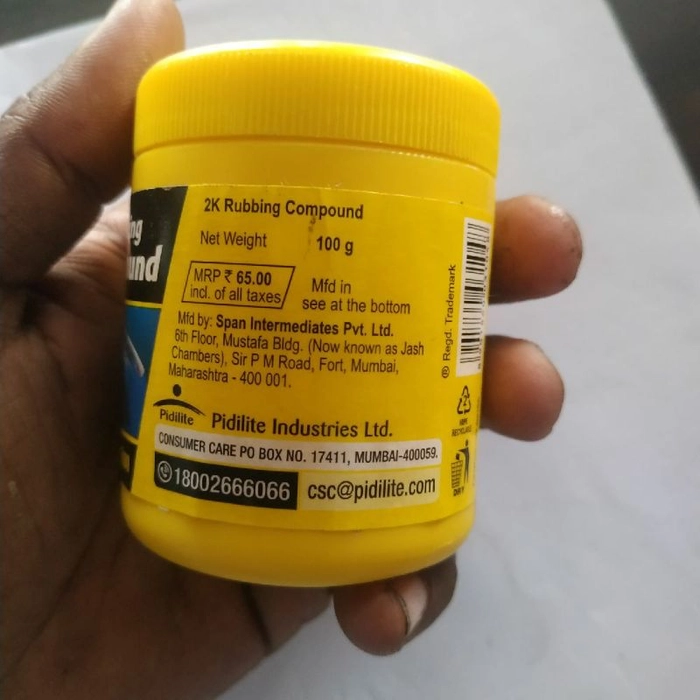 ing
und
2K Rubbing Compound
Net Weight 100 g
MRP ₹ 65.00
incl. of all taxes
Mfd in
see at the bottom
Mfd by: Span Intermediates Pvt. Ltd.
6th Floor, Mustafa Bldg. (Now known as Jash
Chambers), Sir P M Road, Fort, Mumbai,
Maharashtra - 400 001.
Pidilite
Pidilite Industries Ltd.
CONSUMER CARE PO BOX NO. 17411, MUMBAI-400059.
18002666066
csc@pidilite.com
® Regd. Trademark